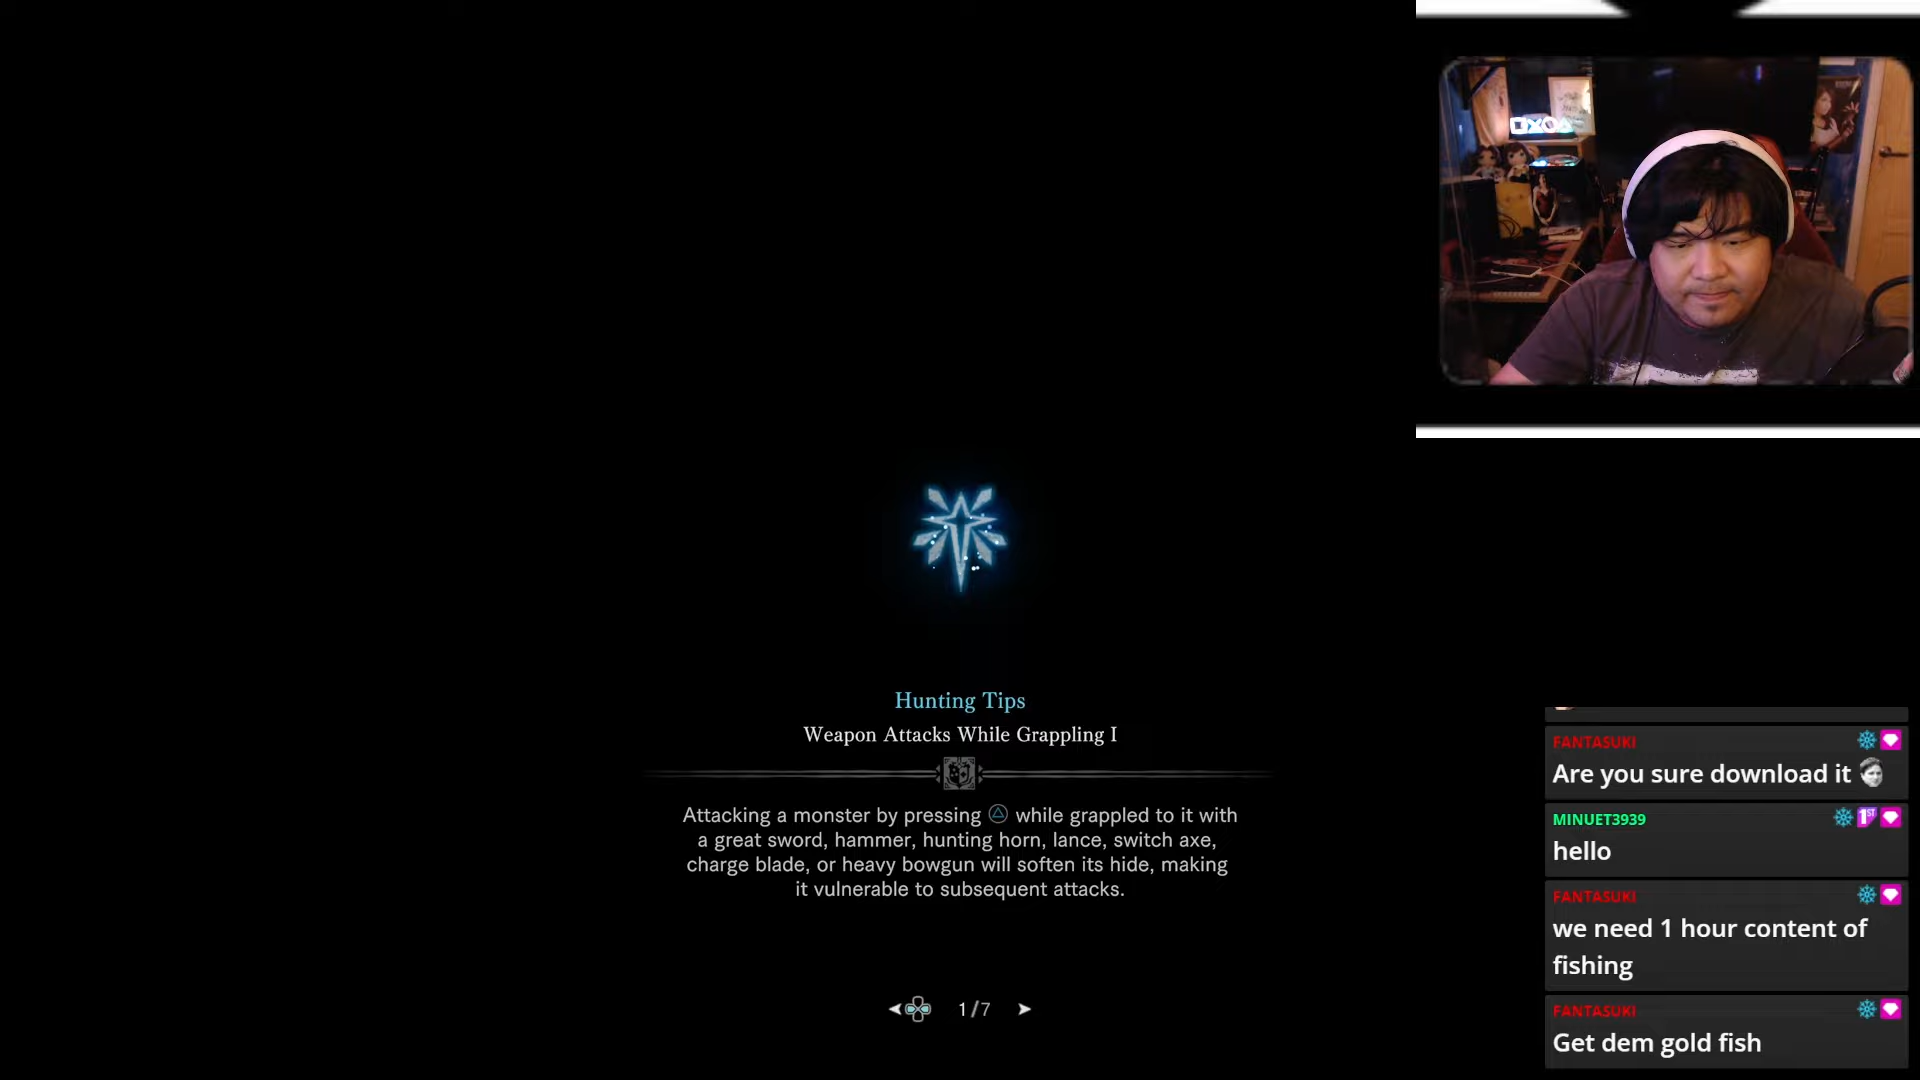 Hunting Tips
Weapon Attacks While Grappling I
Attacking a monster by pressing while grappled to it with
a great sword, hammer, hunting horn, lance, switch axe,
charge blade, or heavy bowgun will soften its hide, making
it vulnerable to subsequent attacks.
1/7
FANTASUKI
Are you sure download it
MINUET3939
1ST
hello
FANTASUKI
we need 1 hour content of
fishing
FANTASUKI
Get dem gold fish